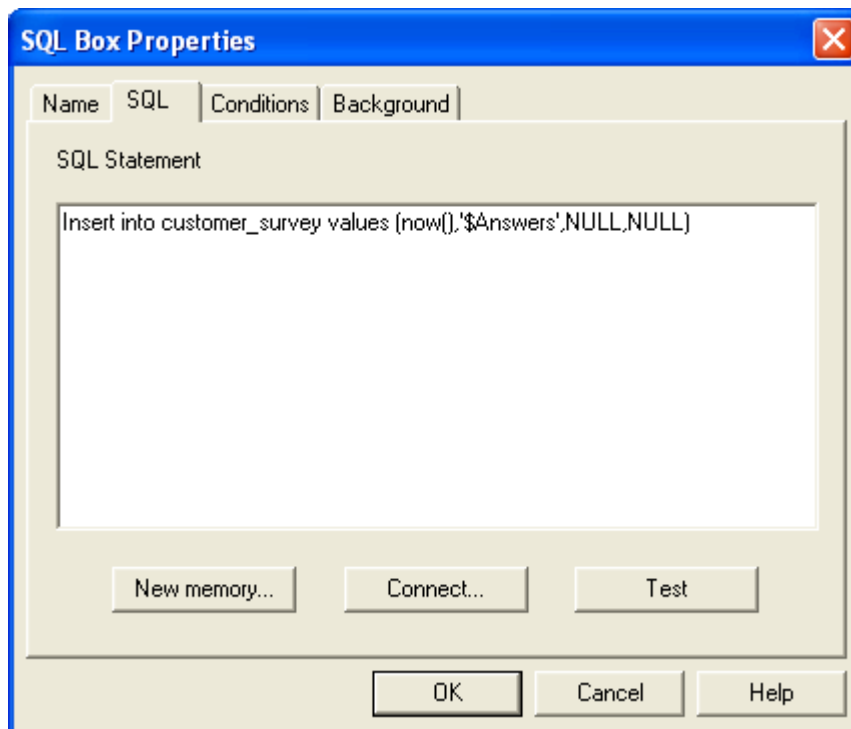 SQL Box Properties
Name SQL Conditions Background
SQL Statement
Insert into customer_survey values (now(),'$Answers',NULL,NULL)
New memory... Connect... Test
OK Cancel Help